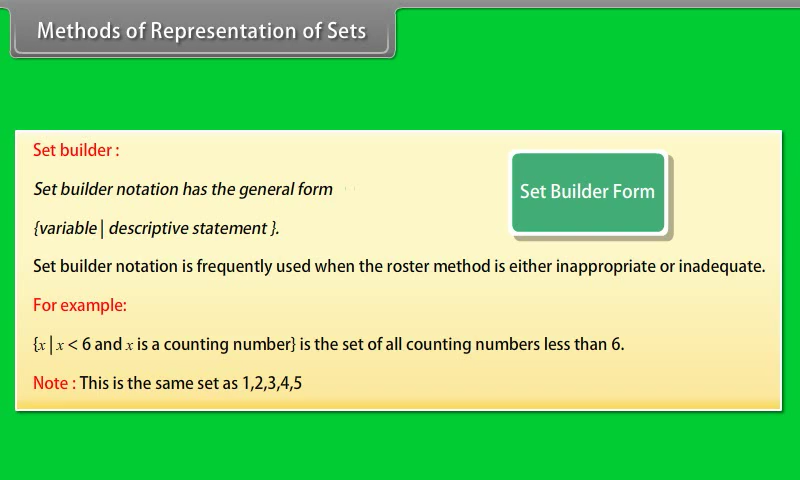 Methods of Representation of Sets
Set builder :
Set Builder Form
Set builder notation has the general form
{variable | descriptive statement }.
Set builder notation is frequently used when the roster method is either inappropriate or inadequate.
For example:
{x | x < 6 and x is a counting number} is the set of all counting numbers less than 6.
Note : This is the same set as 1,2,3,4,5